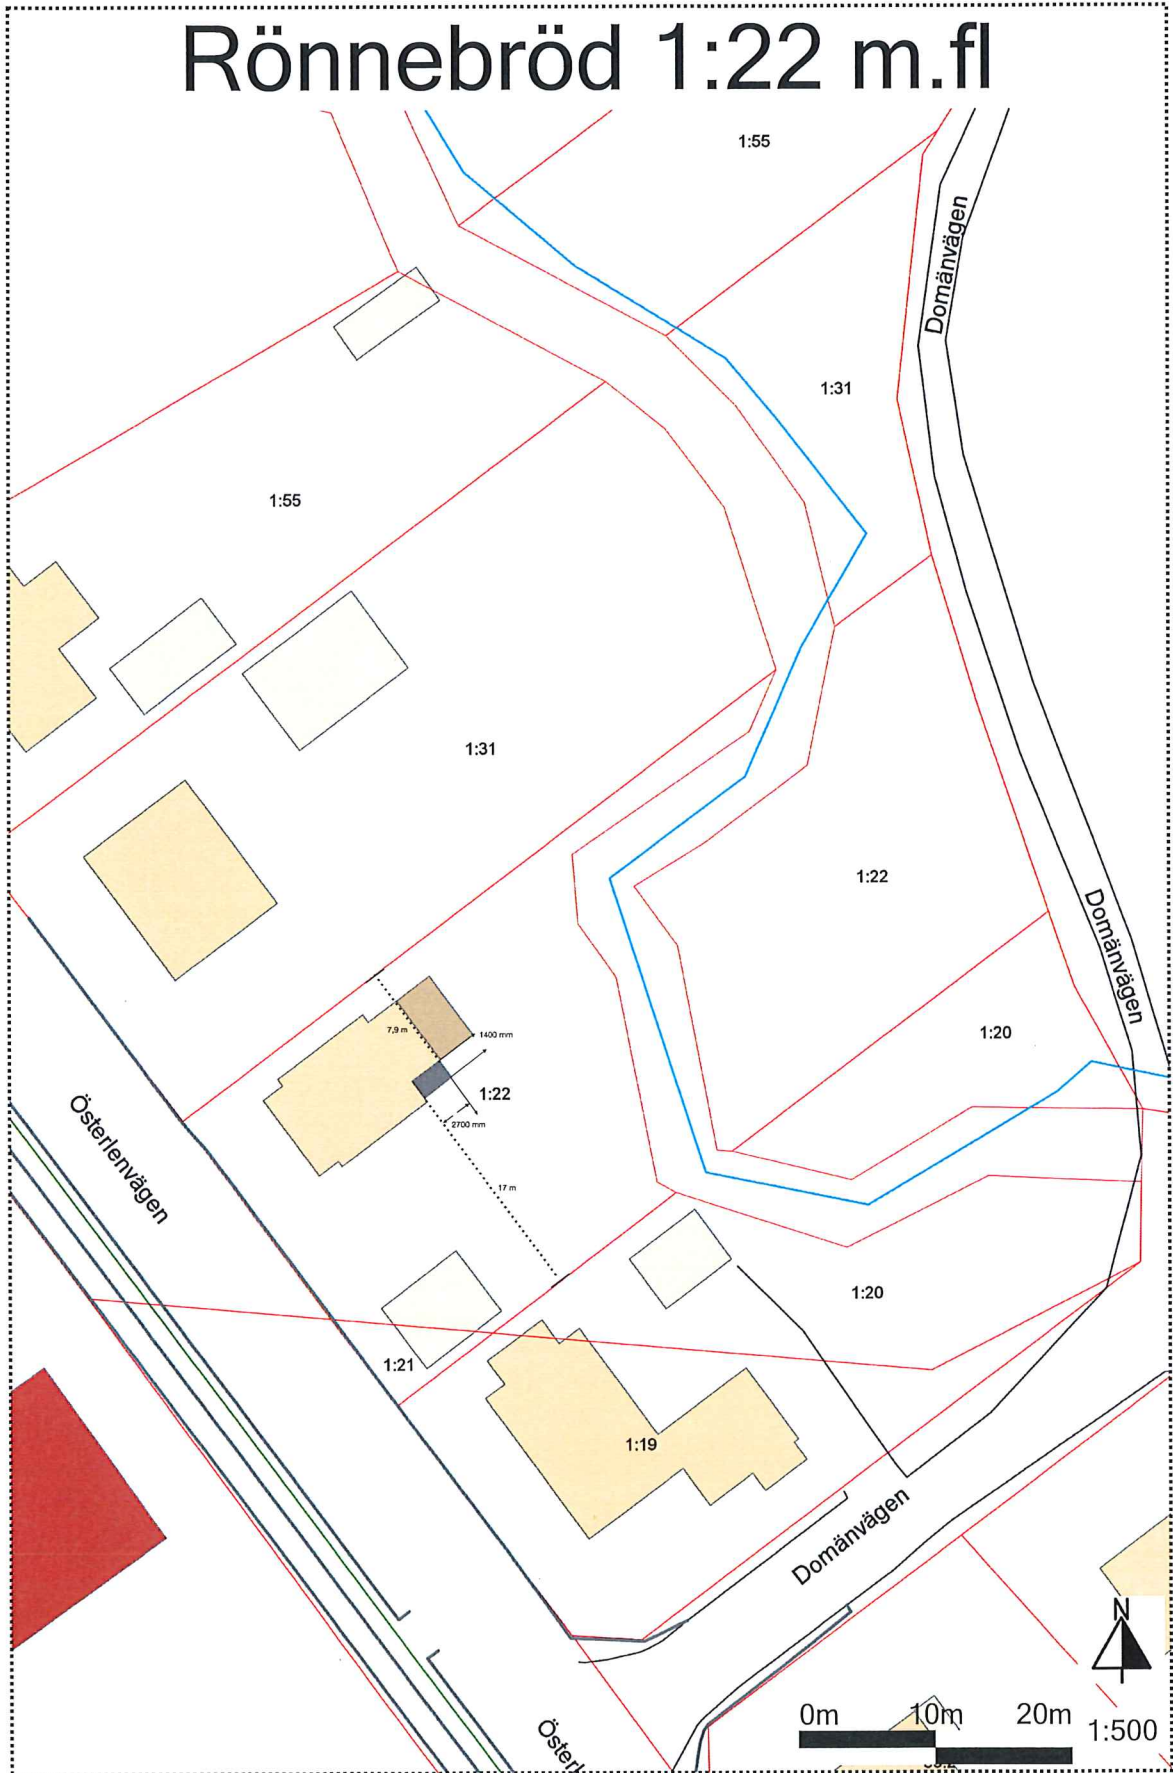 Rönnebröd 1:22 m.fl
1:55
Domänvägen
1:31
1:55
1:31
1:22
Domänvägen
7,9 m
1400 mm
1:20
1:22
2700 mm
Österlenvägen
17 m
1:20
1:21
1:19
Domänvägen
N
0m 10m 20m
1:500